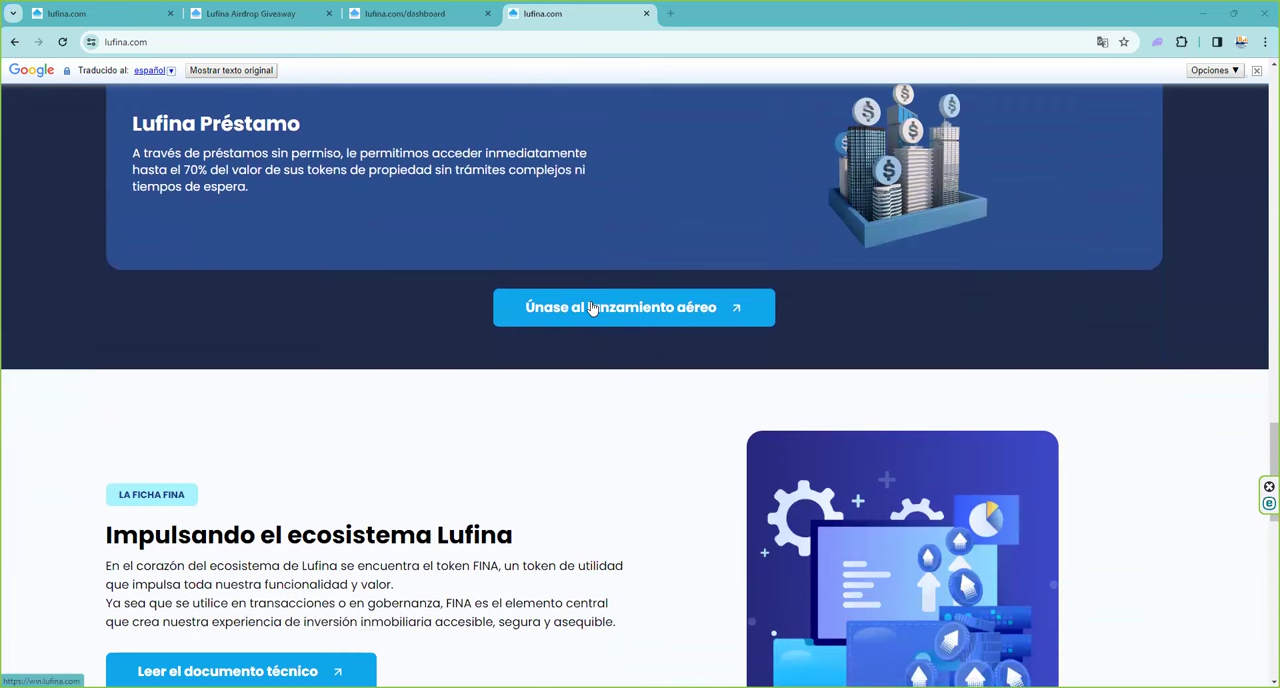 lufina.com
Lufina Airdrop Giveaway
lufina.com/dashboard
lufina.com
lufina.com
Google
Traducido al:
español
Mostrar texto original
Opciones ▼
Lufina Préstamo
A través de préstamos sin permiso, le permitimos acceder inmediatamente
hasta el 70% del valor de sus tokens de propiedad sin trámites complejos ni
tiempos de espera.
Únase al lanzamiento aéreo
LA FICHA FINA
Impulsando el ecosistema Lufina
En el corazón del ecosistema de Lufina se encuentra el token FINA, un token de utilidad
que impulsa toda nuestra funcionalidad y valor.
Ya sea que se utilice en transacciones o en gobernanza, FINA es el elemento central
que crea nuestra experiencia de inversión inmobiliaria accesible, segura y asequible.
Leer el documento técnico
https://win.lufina.com